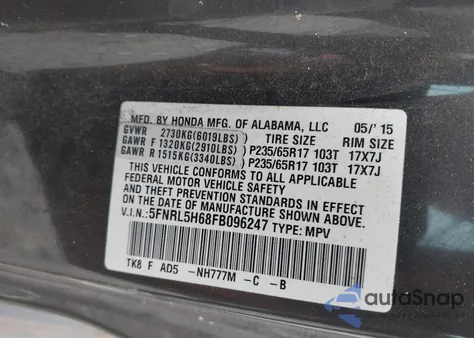 MFD. BY HONDA MFG. OF ALABAMA, LLC 05/'15
GVWR 2730KG(6019LBS) TIRE SIZE RIM SIZE
GAWR F 1320KG(2910LBS) P235/65R17 103T 17X7J
GAWR R 1515KG(3340LBS) P235/65R17 103T 17X7J
THIS VEHICLE CONFORMS TO ALL APPLICABLE
FEDERAL MOTOR VEHICLE SAFETY AND
THEFT PREVENTION STANDARDS IN EFFECT
ON THE DATE OF MANUFACTURE SHOWN ABOVE.
V.I.N.:5FNRL5H68FB096247 TYPE: MPV
TK8 F AD5 -NH777M -C -B
autoSnap